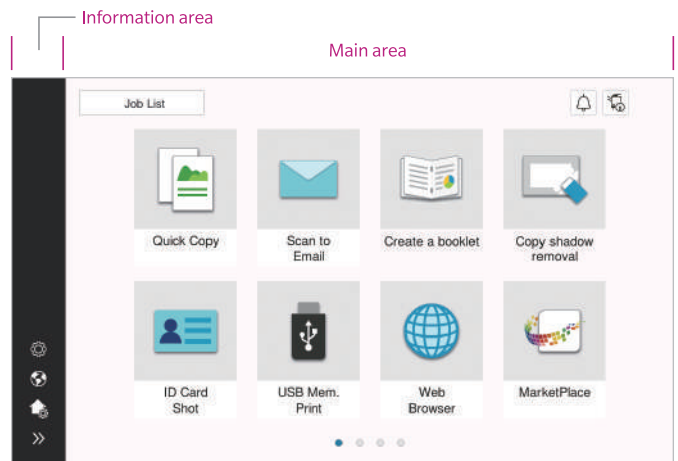 Information area
Main area
Job List
Quick Copy
Scan to
Email
Create a booklet
Copy shadow
removal
ID Card
Shot
USB Mem.
Print
Web
Browser
MarketPlace